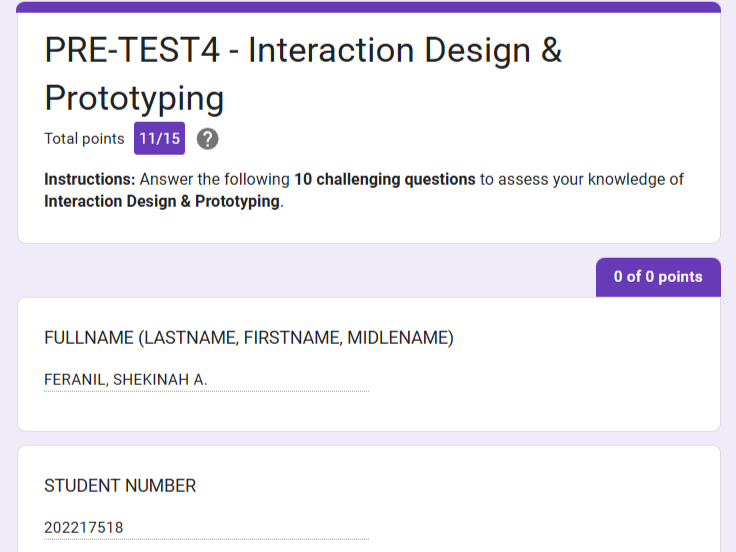 PRE-TEST4 - Interaction Design &
Prototyping
Total points 11/15 ?
Instructions: Answer the following 10 challenging questions to assess your knowledge of
Interaction Design & Prototyping.
0 of 0 points
FULLNAME (LASTNAME, FIRSTNAME, MIDLENAME)
FERANIL, SHEKINAH A.
STUDENT NUMBER
202217518